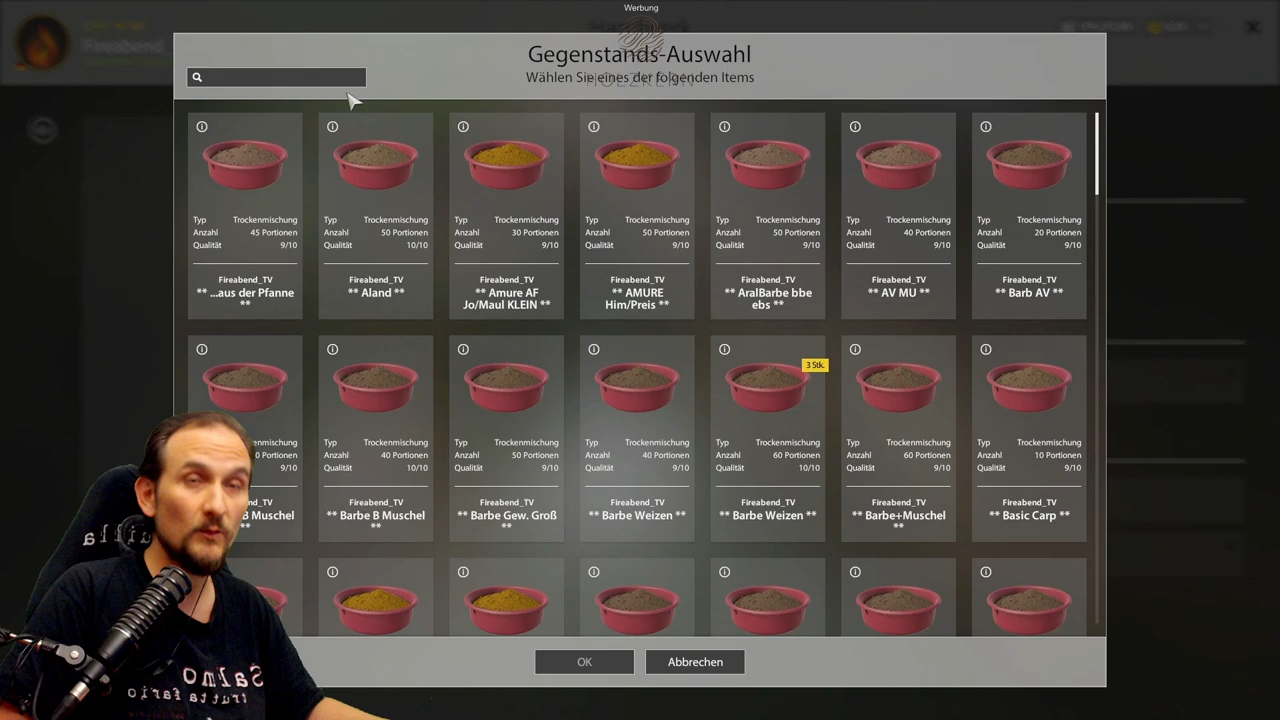 Werbung
Gegenstands-Auswahl
Wählen Sie eines der folgenden Items
HOLZKERN
Typ Trockenmischung
Anzahl 45 Portionen
Qualität 9/10
Fireabend_TV
** ...aus der Pfanne
**
Typ Trockenmischung
Anzahl 50 Portionen
Qualität 10/10
Fireabend_TV
** Aland **
Typ Trockenmischung
Anzahl 30 Portionen
Qualität 9/10
Fireabend_TV
** Amure AF
Jo/Maul KLEIN **
Typ Trockenmischung
Anzahl 50 Portionen
Qualität 9/10
Fireabend_TV
** AMURE
Him/Preis **
Typ Trockenmischung
Anzahl 50 Portionen
Qualität 9/10
Fireabend_TV
** AralBarbe bbe
ebs **
Typ Trockenmischung
Anzahl 40 Portionen
Qualität 9/10
Fireabend_TV
** AV MU **
Typ Trockenmischung
Anzahl 20 Portionen
Qualität 9/10
Fireabend_TV
** Barb AV **
9/10
B Muschel
**
Typ Trockenmischung
Anzahl 40 Portionen
Qualität 10/10
Fireabend_TV
** Barbe B Muschel
**
Typ Trockenmischung
Anzahl 50 Portionen
Qualität 9/10
Fireabend_TV
** Barbe Gew. Groß
**
Typ Trockenmischung
Anzahl 40 Portionen
Qualität 9/10
Fireabend_TV
** Barbe Weizen **
3 Stk.
Typ Trockenmischung
Anzahl 60 Portionen
Qualität 10/10
Fireabend_TV
** Barbe Weizen **
Typ Trockenmischung
Anzahl 60 Portionen
Qualität 9/10
Fireabend_TV
** Barbe+Muschel
**
Typ Trockenmischung
Anzahl 10 Portionen
Qualität 9/10
Fireabend_TV
** Basic Carp **
OK Abbrechen
Salmo
trutta fario